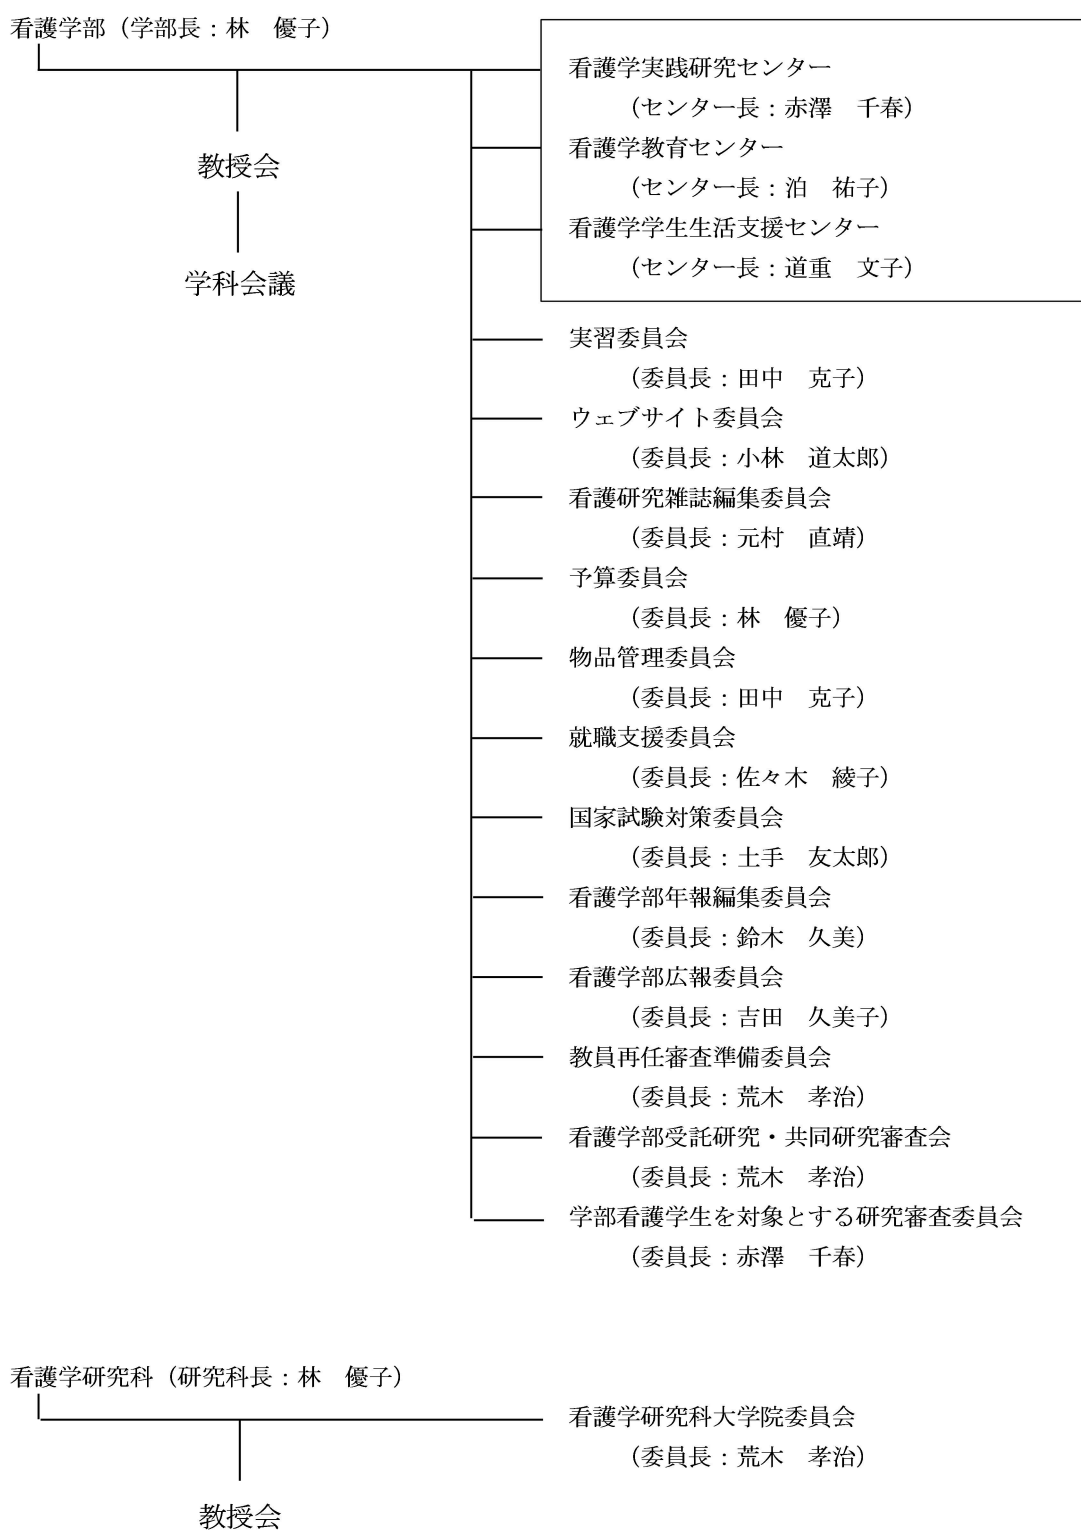 看護学部（学部長：林　優子）
教授会
学科会議
看護学実践研究センター
（センター長：赤澤　千春）
看護学教育センター
（センター長：泊　祐子）
看護学学生生活支援センター
（センター長：道重　文子）
実習委員会
（委員長：田中　克子）
ウェブサイト委員会
（委員長：小林　道太郎）
看護研究雑誌編集委員会
（委員長：元村　直靖）
予算委員会
（委員長：林　優子）
物品管理委員会
（委員長：田中　克子）
就職支援委員会
（委員長：佐々木　綾子）
国家試験対策委員会
（委員長：土手　友太郎）
看護学部年報編集委員会
（委員長：鈴木　久美）
看護学部広報委員会
（委員長：吉田　久美子）
教員再任審査準備委員会
（委員長：荒木　孝治）
看護学部受託研究・共同研究審査会
（委員長：荒木　孝治）
学部看護学生を対象とする研究審査委員会
（委員長：赤澤　千春）
看護学研究科（研究科長：林　優子）
看護学研究科大学院委員会
（委員長：荒木　孝治）
教授会